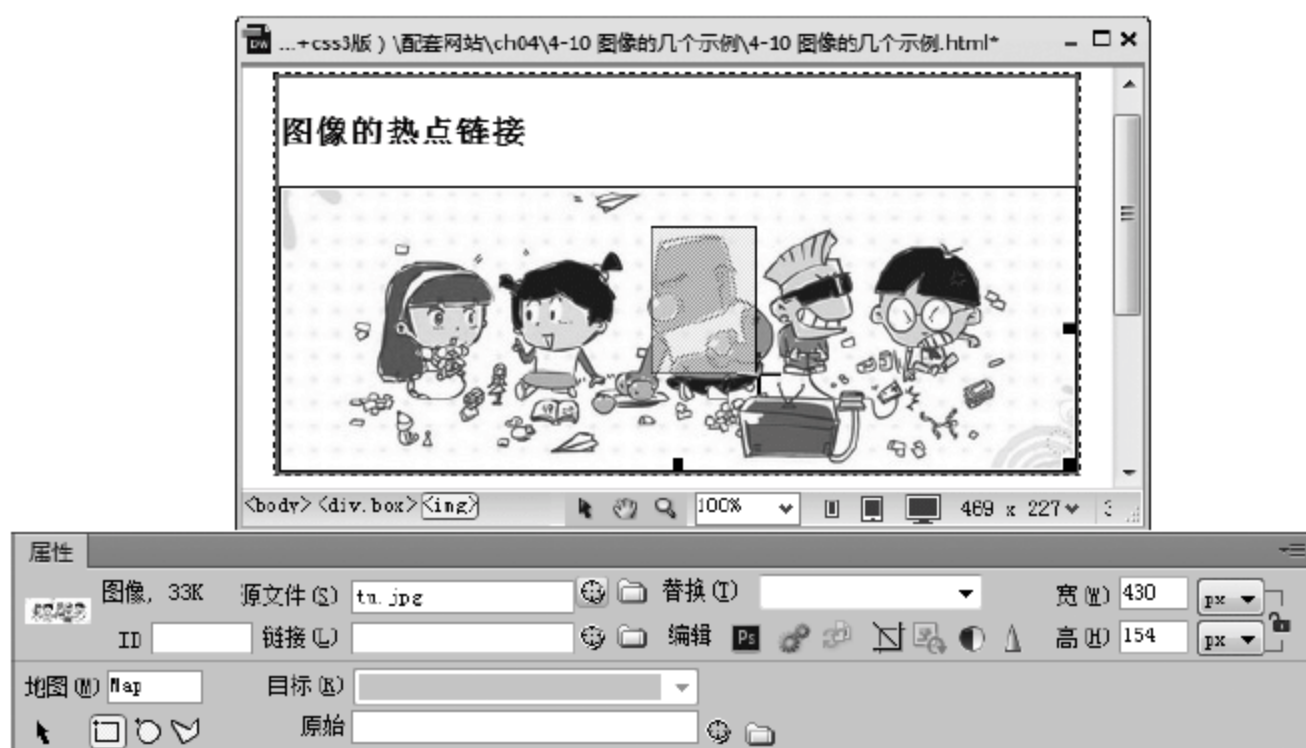 ...+css3版）\配套网站\ch04\4-10 图像的几个示例\4-10 图像的几个示例.html*
图像的热点链接
<body> <div.box> <img> 100% 469 x 227
属性
图像, 33K 源文件(S) tu.jpg 替换(T) 宽(W) 430 px
ID 链接(L) 编辑 Ps 高(H) 154 px
地图(M) Map 目标(R)
原始